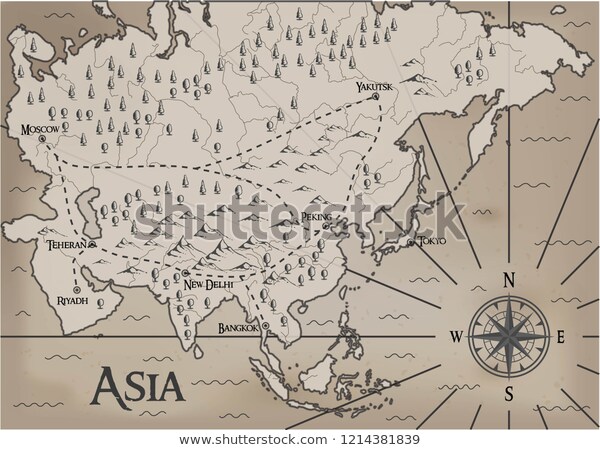 Yakutsk
Moscow
Peking
Teheran
Tokyo
New Delhi
Riyadh
Bangkok
N
W
E
S
Asia
shutterstock
www.shutterstock.com · 1214381839